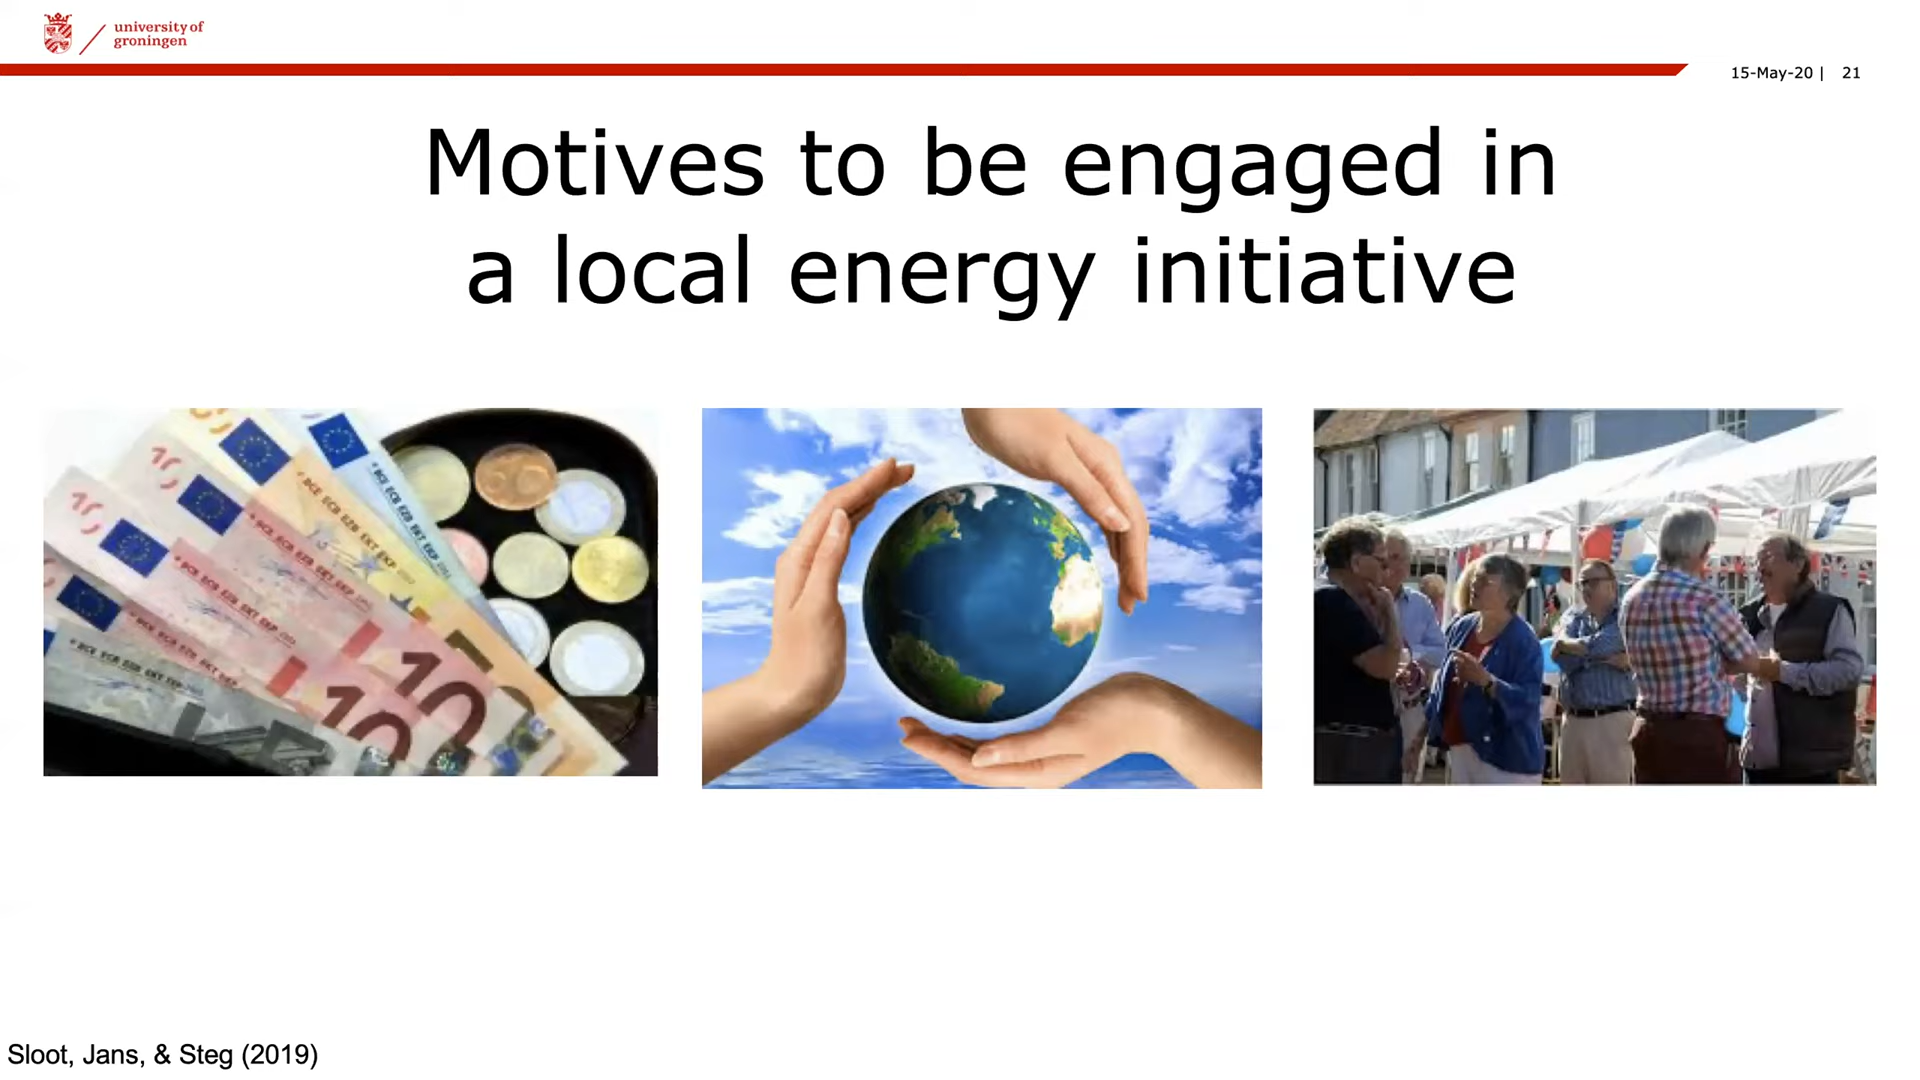 university of
groningen
15-May-20 | 21
Motives to be engaged in
a local energy initiative
Sloot, Jans, & Steg (2019)